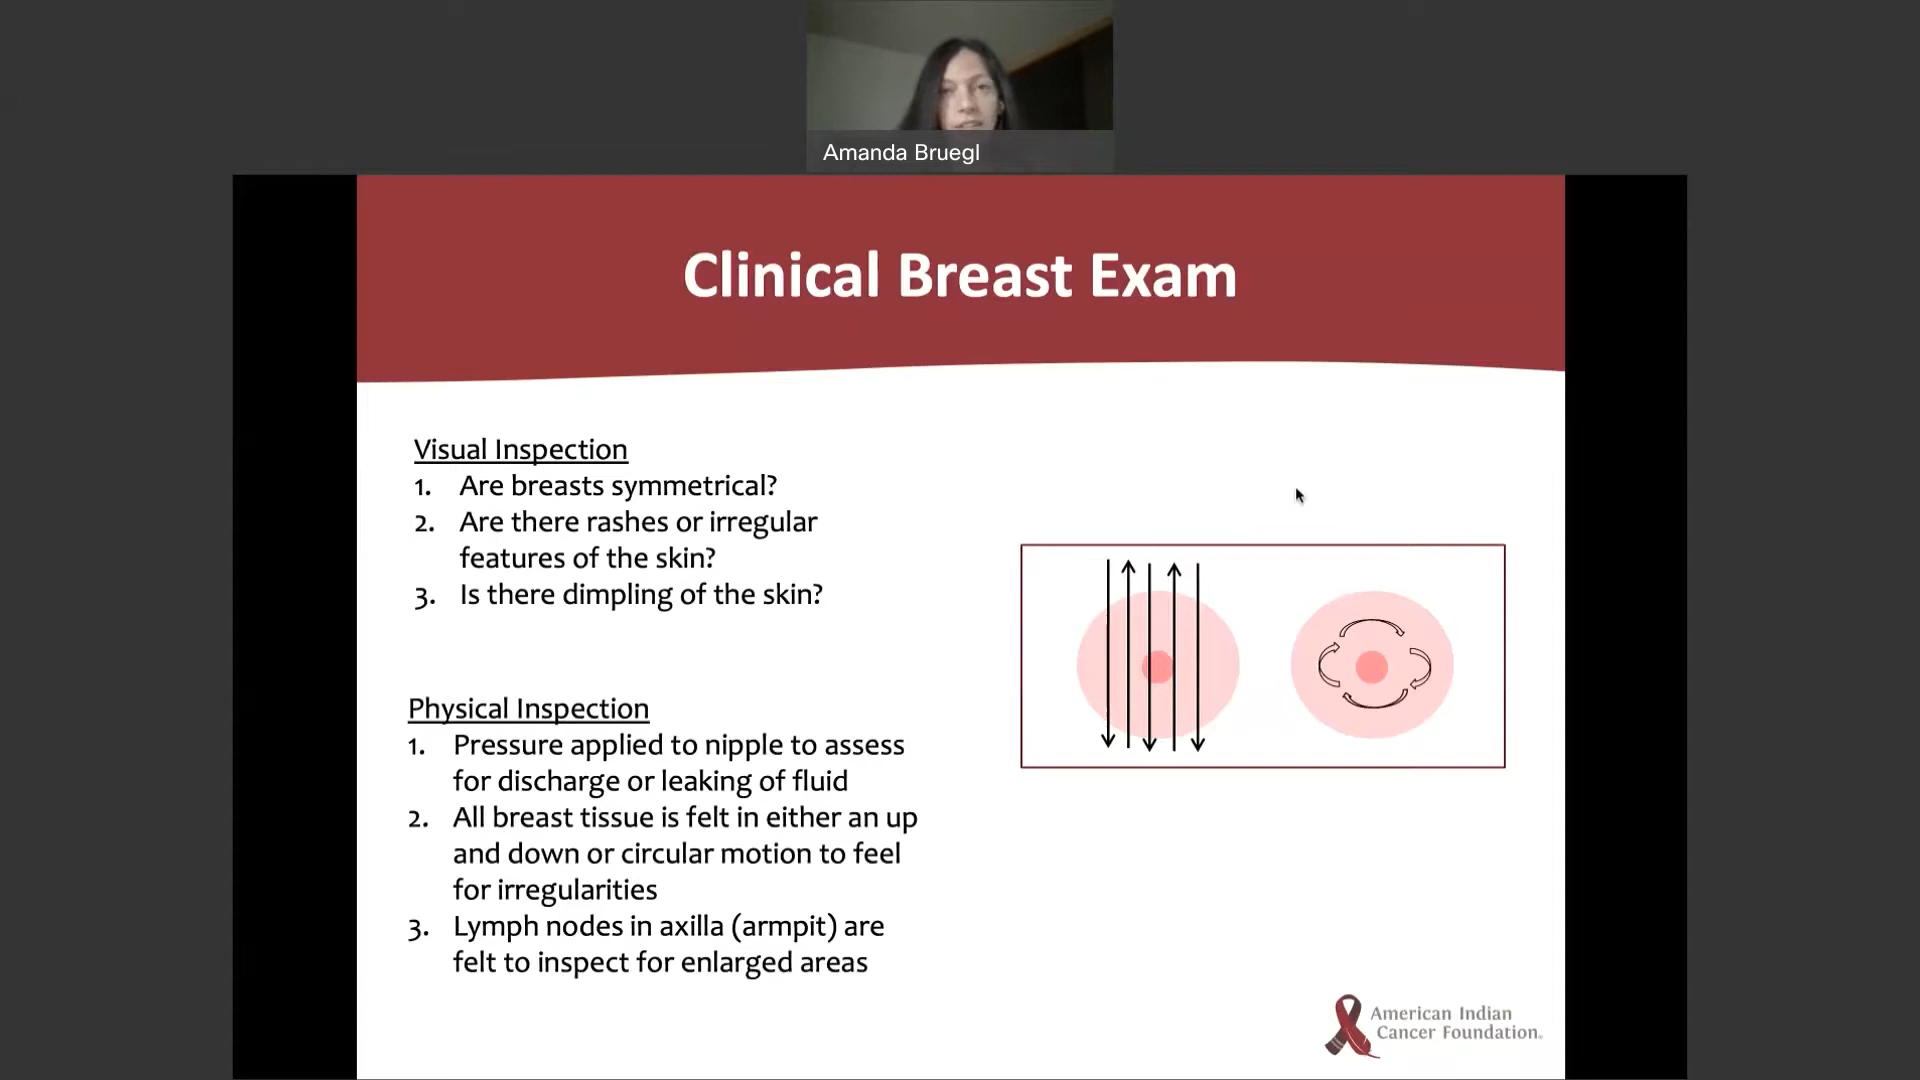 Amanda Bruegl
Clinical Breast Exam
Visual Inspection
1. Are breasts symmetrical?
2. Are there rashes or irregular
features of the skin?
3. Is there dimpling of the skin?
Physical Inspection
1. Pressure applied to nipple to assess
for discharge or leaking of fluid
2. All breast tissue is felt in either an up
and down or circular motion to feel
for irregularities
3. Lymph nodes in axilla (armpit) are
felt to inspect for enlarged areas
American Indian
Cancer Foundation.